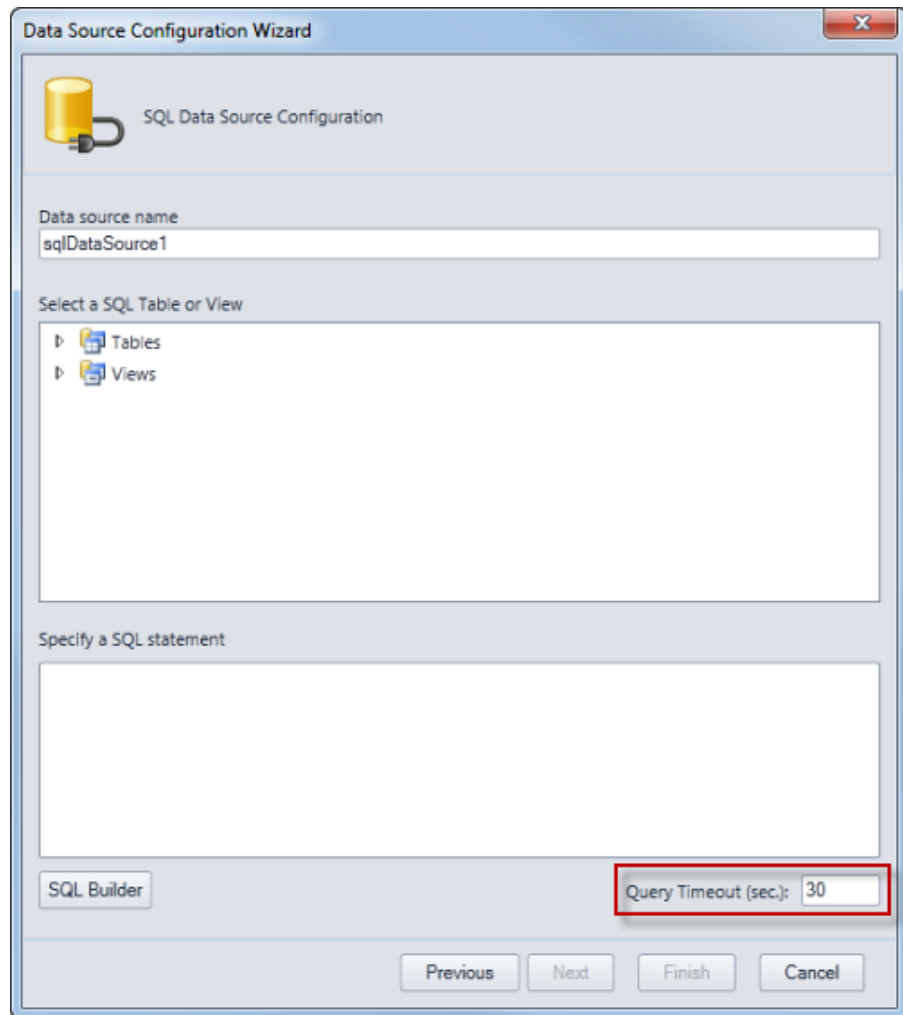 Data Source Configuration Wizard
SQL Data Source Configuration
Data source name
sqlDataSource1
Select a SQL Table or View
Tables
Views
Specify a SQL statement
SQL Builder
Query Timeout (sec.): 30
Previous Next Finish Cancel